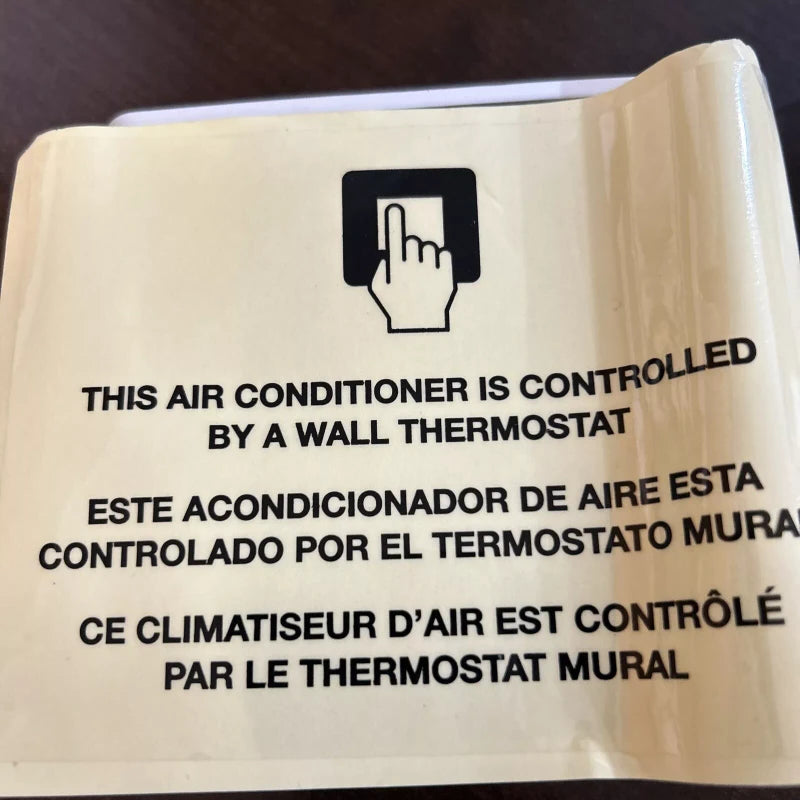 THIS AIR CONDITIONER IS CONTROLLED
BY A WALL THERMOSTAT
ESTE ACONDICIONADOR DE AIRE ESTA
CONTROLADO POR EL TERMOSTATO
CE CLIMATISEUR D'AIR EST CONTRÔLÉ
PAR LE THERMOSTAT MURAL